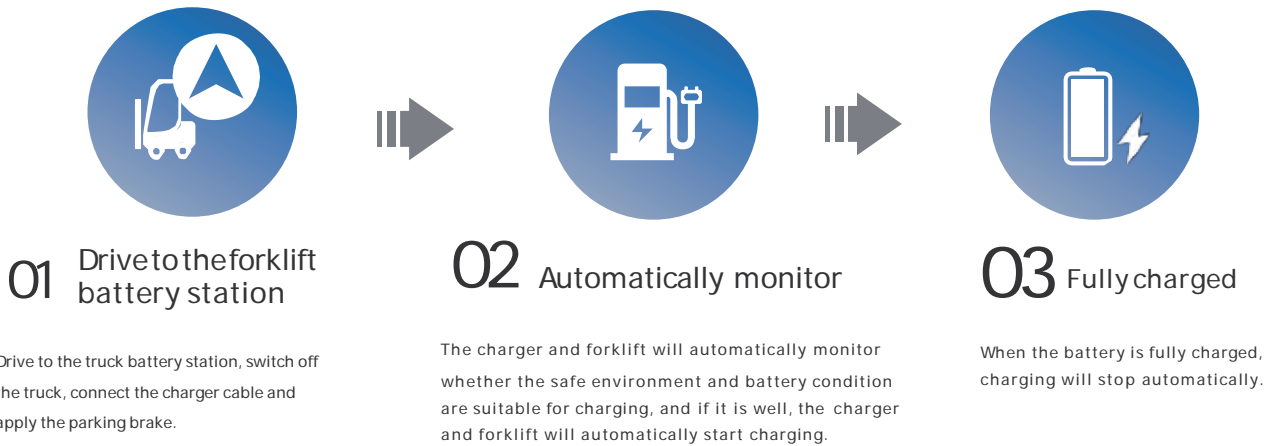 01 Drive to the forklift
battery station
Drive to the truck battery station, switch off
the truck, connect the charger cable and
apply the parking brake.
02 Automatically monitor
The charger and forklift will automatically monitor
whether the safe environment and battery condition
are suitable for charging, and if it is well, the charger
and forklift will automatically start charging.
03 Fully charged
When the battery is fully charged,
charging will stop automatically.